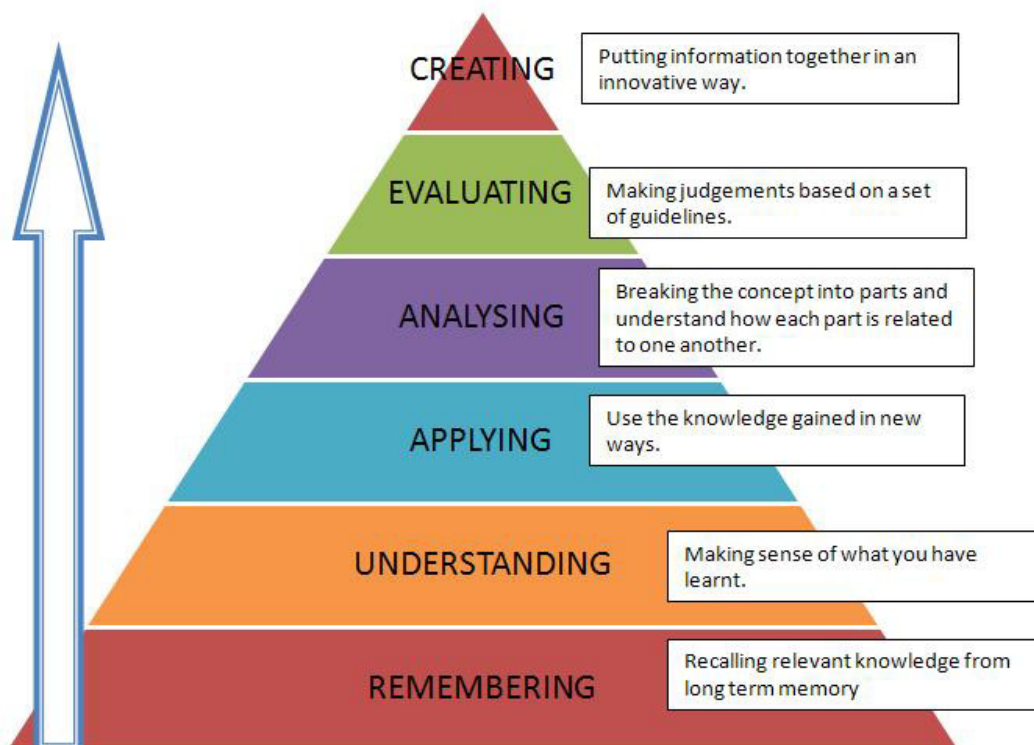 CREATING
Putting information together in an
innovative way.
EVALUATING
Making judgements based on a set
of guidelines.
ANALYSING
Breaking the concept into parts and
understand how each part is related
to one another.
APPLYING
Use the knowledge gained in new
ways.
UNDERSTANDING
Making sense of what you have
learnt.
REMEMBERING
Recalling relevant knowledge from
long term memory